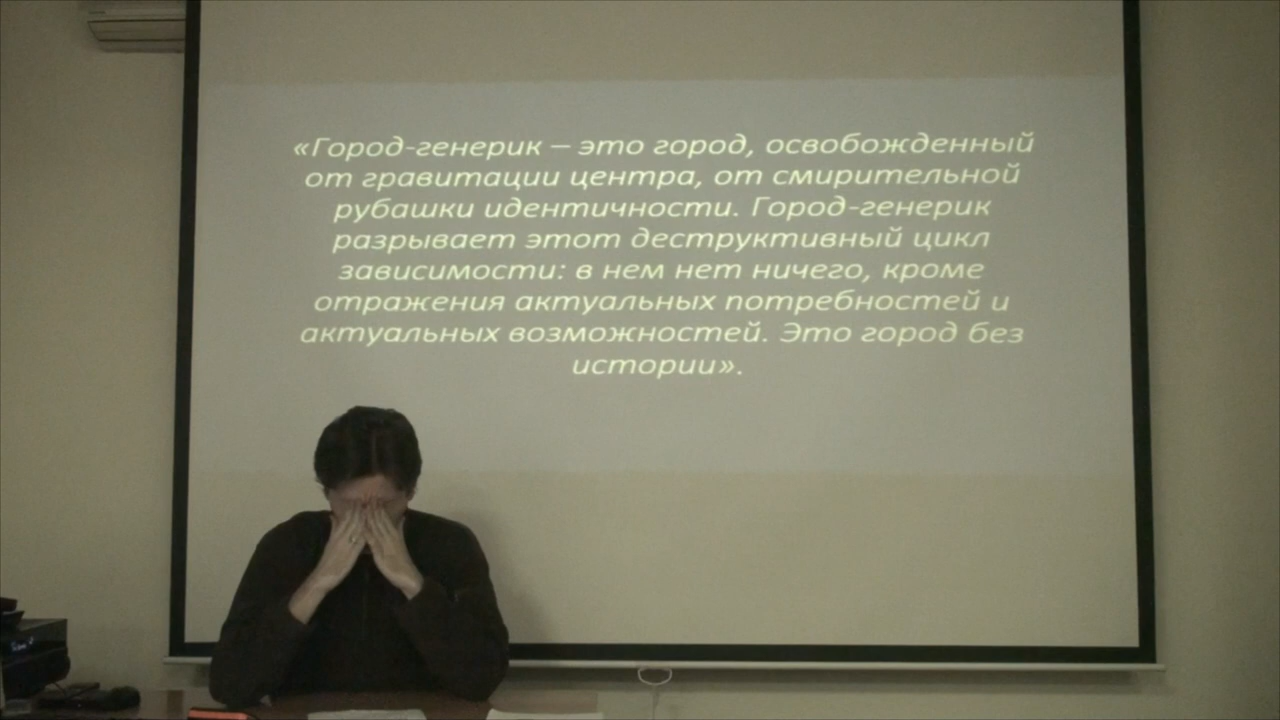 «Город-генерик – это город, освобожденный
от гравитации центра, от смирительной
рубашки идентичности. Город-генерик
разрывает этот деструктивный цикл
зависимости: в нем нет ничего, кроме
отражения актуальных потребностей и
актуальных возможностей. Это город без
истории».